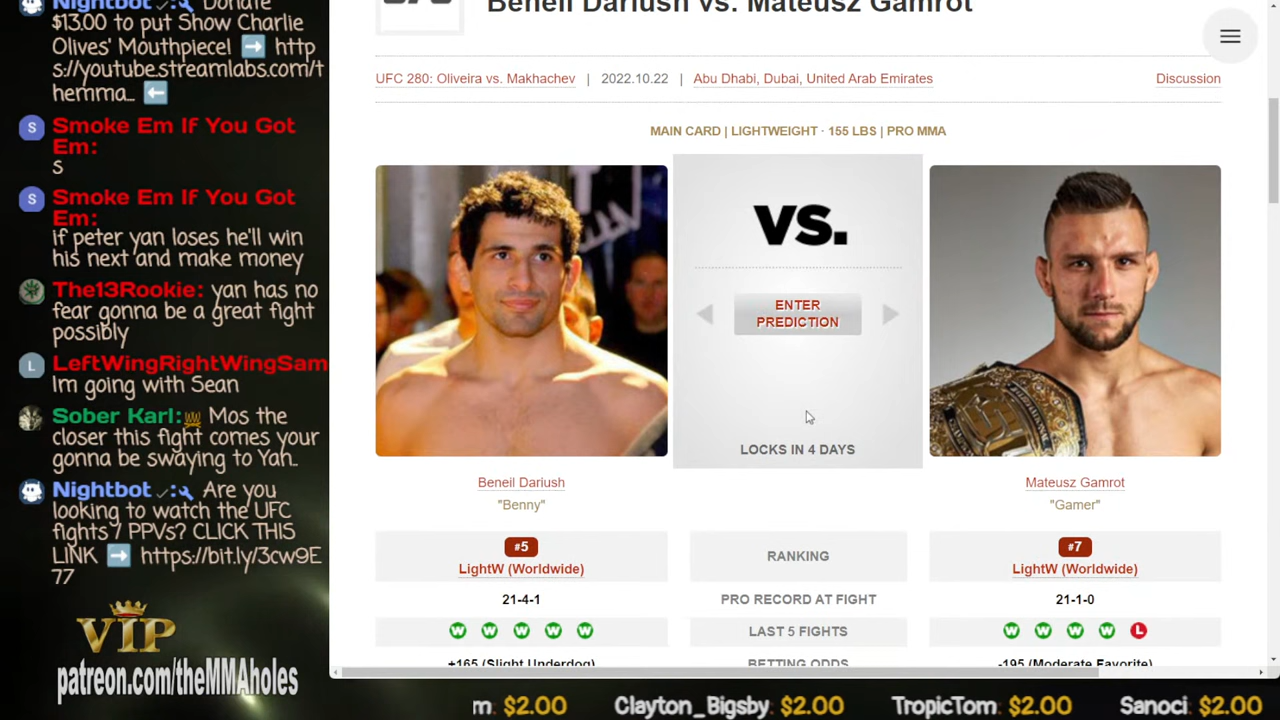 Nightbot ✓:🔧 Donate
$13.00 to put Show Charlie
Olives' Mouthpiece! ➡ http
s://youtube.streamlabs.com/t
hemma... ⬅
S
Smoke Em If You Got
Em:
s
S
Smoke Em If You Got
Em:
if peter yan loses he'll win
his next and make money
The13Rookie: yan has no
fear gonna be a great fight
possibly
L
LeftWingRightWingSam
Im going with Sean
Sober Karl: Mos the
closer this fight comes your
gonna be swaying to Yah..
Nightbot ✓:🔧 Are you
looking to watch the UFC
fights / PPVs? CLICK THIS
LINK ➡ https://bit.ly/3cw9E
77
VIP
patreon.com/theMMAholes
Beneil Dariush vs. Mateusz Gamrot
UFC 280: Oliveira vs. Makhachev | 2022.10.22 | Abu Dhabi, Dubai, United Arab Emirates
Discussion
MAIN CARD | LIGHTWEIGHT · 155 LBS | PRO MMA
VS.
ENTER
PREDICTION
LOCKS IN 4 DAYS
Beneil Dariush
"Benny"
Mateusz Gamrot
"Gamer"
#5
LightW (Worldwide)
RANKING
#7
LightW (Worldwide)
21-4-1
PRO RECORD AT FIGHT
21-1-0
W W W W W
LAST 5 FIGHTS
W W W W L
+165 (Slight Underdog)
BETTING ODDS
-195 (Moderate Favorite)
m: $2.00 Clayton_Bigsby: $2.00 TropicTom: $2.00 Sanoci: $2.00